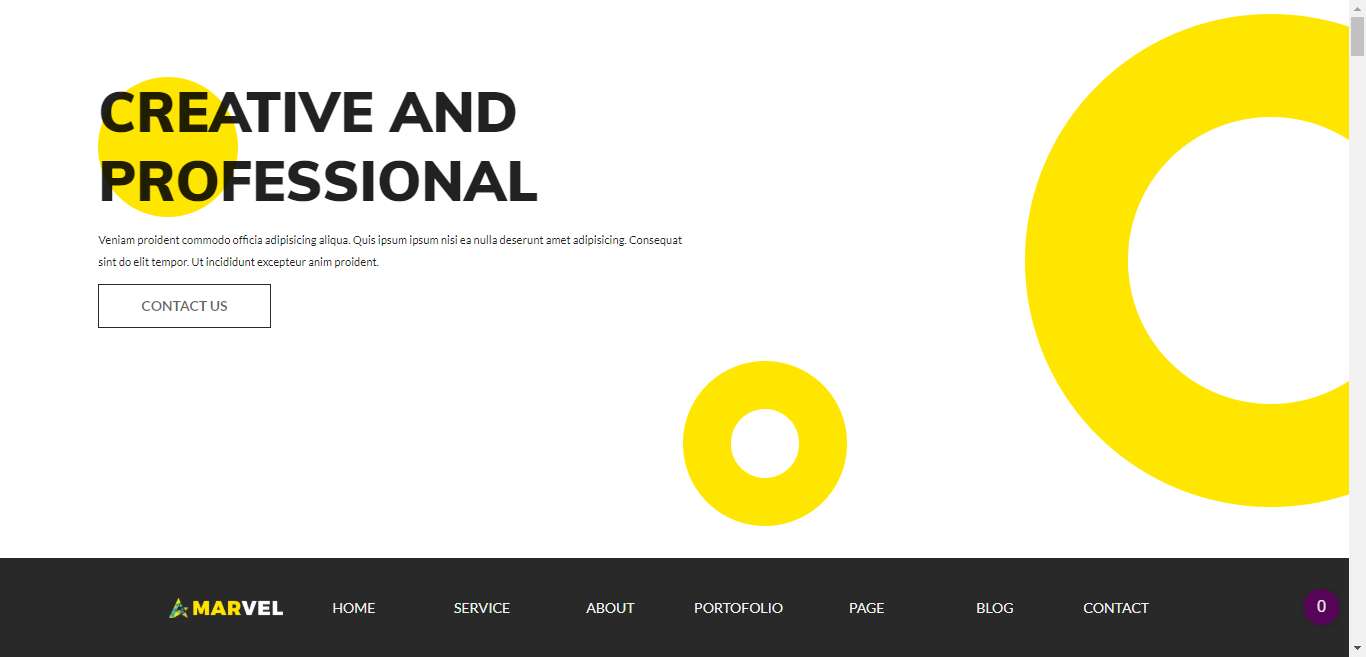 CREATIVE AND
PROFESSIONAL
Veniam proident commodo officia adipisicing aliqua. Quis ipsum ipsum nisi ea nulla deserunt amet adipisicing. Consequat
sint do elit tempor. Ut incididunt excepteur anim proident.
CONTACT US
MARVEL HOME SERVICE ABOUT PORTOFOLIO PAGE BLOG CONTACT 0